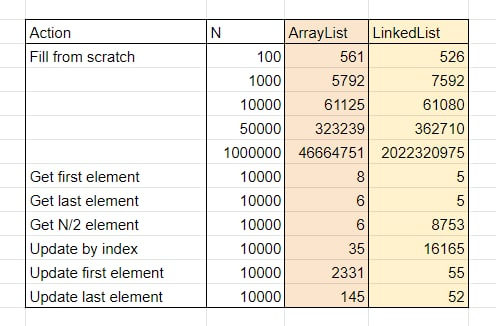 Action N ArrayList LinkedList
Fill from scratch 100 561 526
1000 5792 7592
10000 61125 61080
50000 323239 362710
1000000 46664751 2022320975
Get first element 10000 8 5
Get last element 10000 6 5
Get N/2 element 10000 6 8753
Update by index 10000 35 16165
Update first element 10000 2331 55
Update last element 10000 145 52